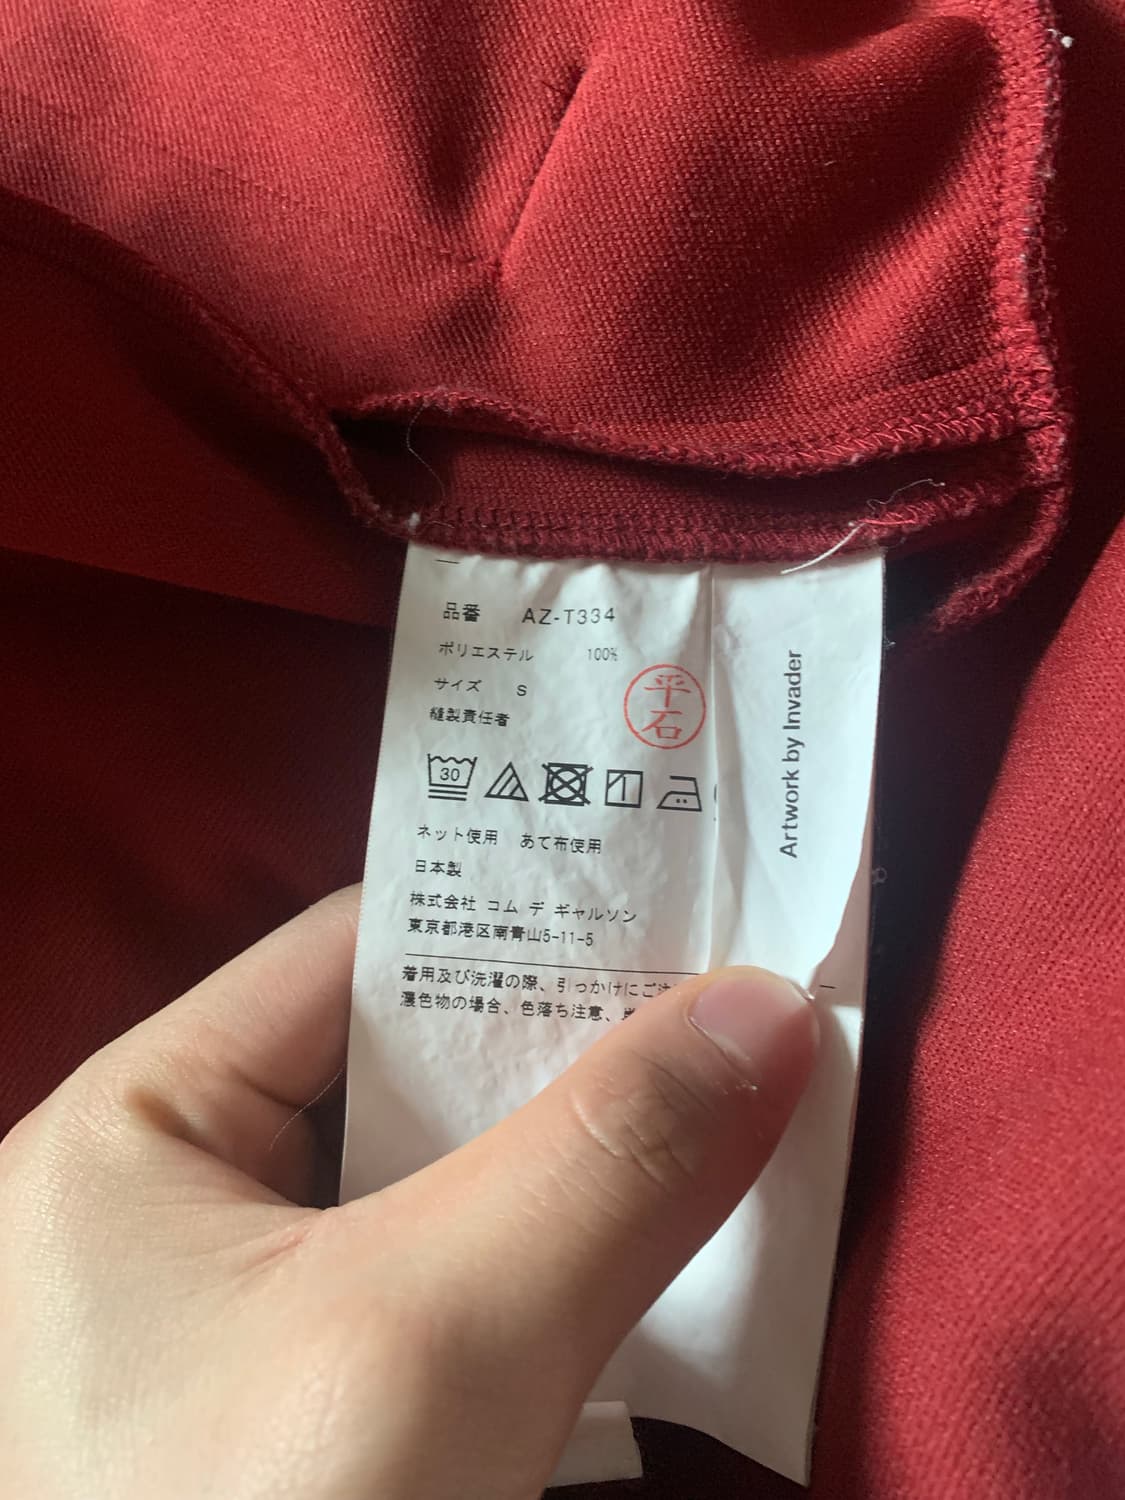 品番 AZ-T334
ポリエステル 100%
サイズ S
縫製責任者
平石
30
ネット使用 あて布使用
日本製
株式会社 コム デ ギャルソン
東京都港区南青山5-11-5
着用及び洗濯の際、引っかけにご注
濃色物の場合、色落ち注意、
Artwork by Invader